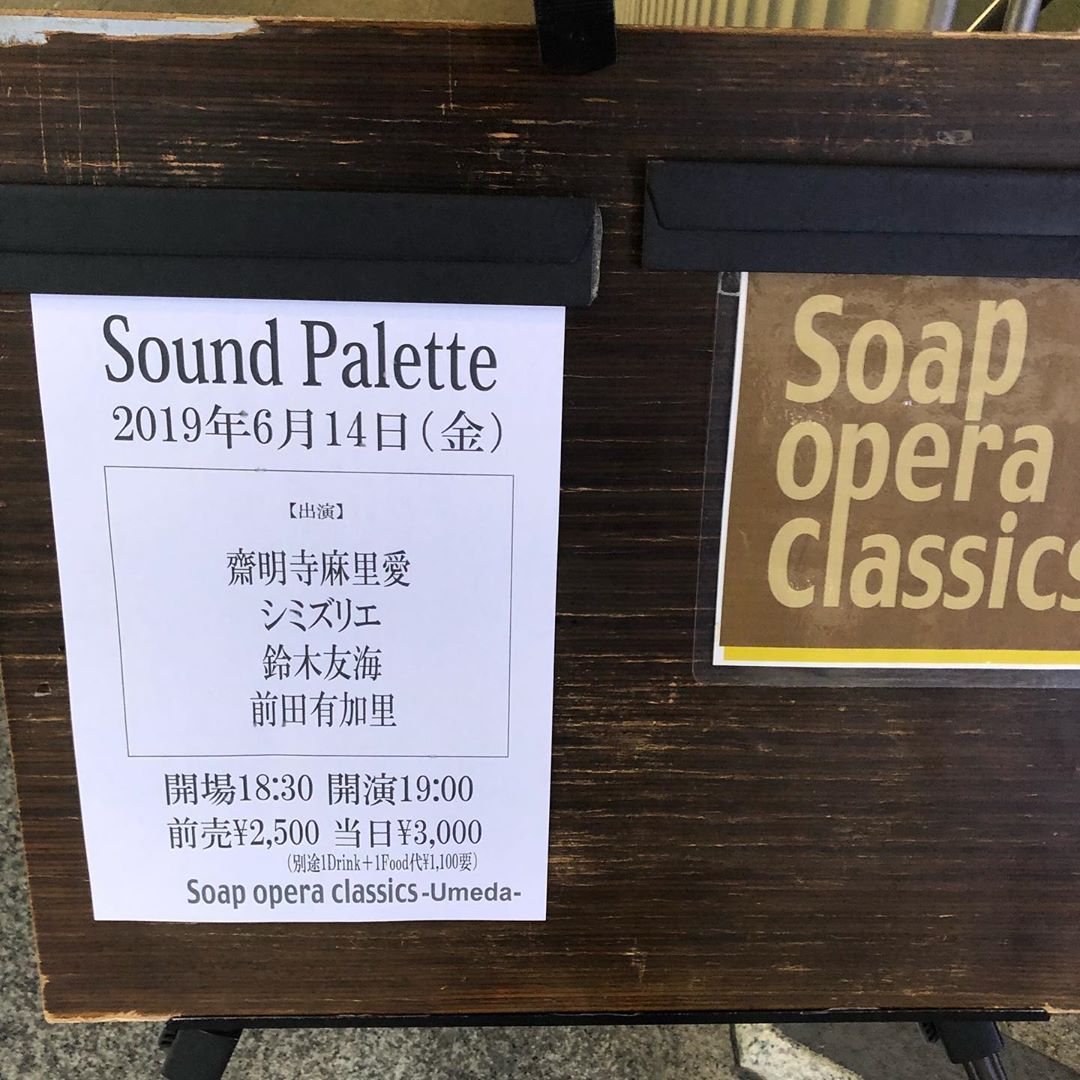 Sound Palette
2019年6月14日(金)
【出演】
齋明寺麻里愛
シミズリエ
鈴木友海
前田有加里
開場18:30 開演19:00
前売¥2,500 当日¥3,000
(別途1Drink+1Food代¥1,100要)
Soap opera classics -Umeda-
Soap
opera
classics